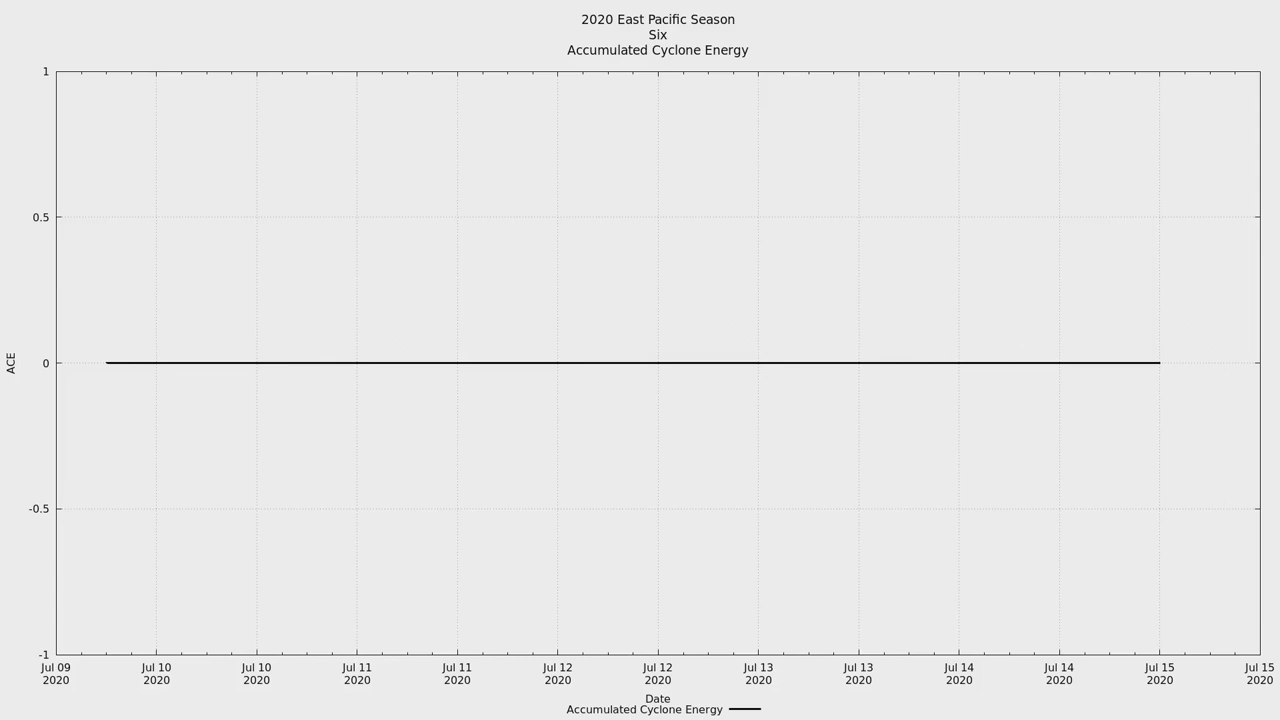 2020 East Pacific Season
Six
Accumulated Cyclone Energy
1
0.5
0
-0.5
-1
ACE
Jul 09 Jul 10 Jul 10 Jul 11 Jul 11 Jul 12 Jul 12 Jul 13 Jul 13 Jul 14 Jul 14 Jul 15 Jul 15
2020 2020 2020 2020 2020 2020 2020 2020 2020 2020 2020 2020 2020
Date
Accumulated Cyclone Energy